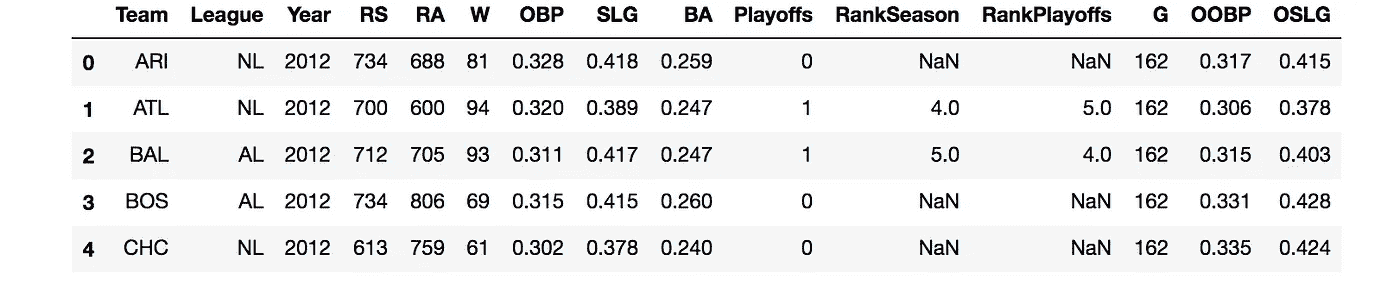 Team League Year RS RA W OBP SLG BA Playoffs RankSeason RankPlayoffs G OOBP OSLG
0 ARI NL 2012 734 688 81 0.328 0.418 0.259 0 NaN NaN 162 0.317 0.415
1 ATL NL 2012 700 600 94 0.320 0.389 0.247 1 4.0 5.0 162 0.306 0.378
2 BAL AL 2012 712 705 93 0.311 0.417 0.247 1 5.0 4.0 162 0.315 0.403
3 BOS AL 2012 734 806 69 0.315 0.415 0.260 0 NaN NaN 162 0.331 0.428
4 CHC NL 2012 613 759 61 0.302 0.378 0.240 0 NaN NaN 162 0.335 0.424